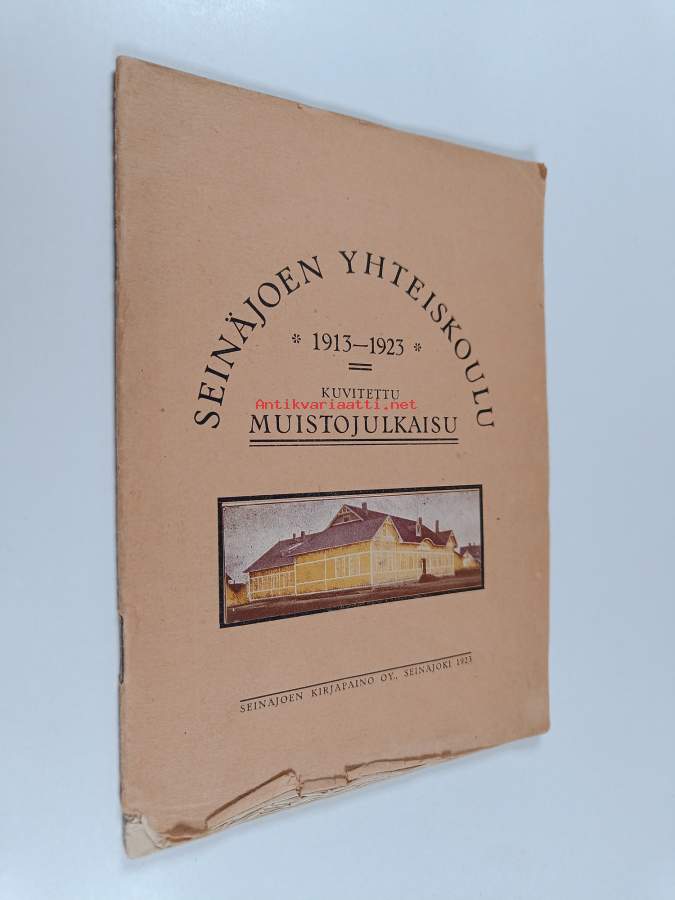 SEINÄJOEN YHTEISKOULU
* 1913—1923 *
KUVITETTU
Antikvariaatti.net
MUISTOJULKAISU
SEINÄJOEN KIRJAPAINO OY., SEINÄJOKI 1923